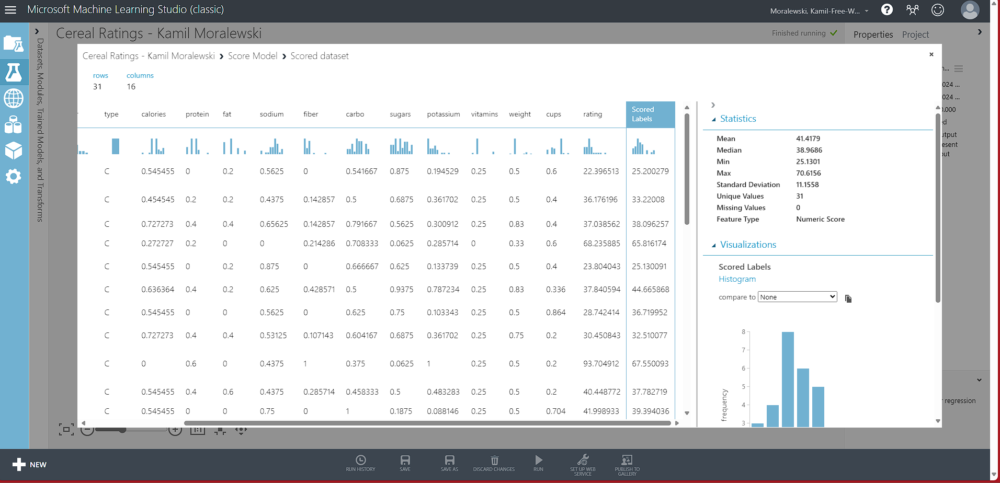 Microsoft Machine Learning Studio (classic)
Moralewski, Kamil-Free-W...
Cereal Ratings - Kamil Moralewski
Finished running
Properties Project
Datasets, Modules, Trained Models, and Transforms
Cereal Ratings - Kamil Moralewski > Score Model > Scored dataset
rows columns
31 16
type calories protein fat sodium fiber carbo sugars potassium vitamins weight cups rating Scored Labels
C 0.545455 0 0.2 0.5625 0 0.541667 0.875 0.194529 0.25 0.5 0.6 22.396513 25.200279
C 0.454545 0.2 0.2 0.4375 0.142857 0.5 0.6875 0.361702 0.25 0.5 0.4 36.176196 33.22008
C 0.727273 0.4 0.4 0.65625 0.142857 0.791667 0.5625 0.300912 0.25 0.83 0.4 37.038562 38.096257
C 0.272727 0.2 0 0 0.214286 0.708333 0.0625 0.285714 0 0.33 0.6 68.235885 65.816174
C 0.545455 0 0.2 0.875 0 0.666667 0.625 0.133739 0.25 0.5 0.4 23.804043 25.130091
C 0.636364 0.4 0.2 0.625 0.428571 0.5 0.9375 0.787234 0.25 0.83 0.336 37.840594 44.665868
C 0.545455 0 0 0.5625 0 0.625 0.75 0.103343 0.25 0.5 0.864 28.742414 36.719952
C 0.727273 0.4 0.4 0.53125 0.107143 0.604167 0.6875 0.361702 0.25 0.75 0.2 30.450843 32.510077
C 0 0.6 0 0.4375 1 0.375 0.0625 1 0.25 0.5 0.2 93.704912 67.550093
C 0.545455 0.4 0.6 0.4375 0.285714 0.458333 0.5 0.483283 0.25 0.5 0.2 40.448772 37.782719
C 0.545455 0 0 0.75 0 1 0.1875 0.088146 0.25 0.5 0.704 41.998933 39.394036
Statistics
Mean 41.4179
Median 38.9686
Min 25.1301
Max 70.6156
Standard Deviation 11.1558
Unique Values 31
Missing Values 0
Feature Type Numeric Score
Visualizations
Scored Labels
Histogram
compare to None
8
7
6
5
4
3
frequency
n...
024 ...
024 ...
0.000
ed
utput
resent
out
r regression
1:1
NEW
RUN HISTORY
SAVE
SAVE AS
DISCARD CHANGES
RUN
SET UP WEB
SERVICE
PUBLISH TO
GALLERY